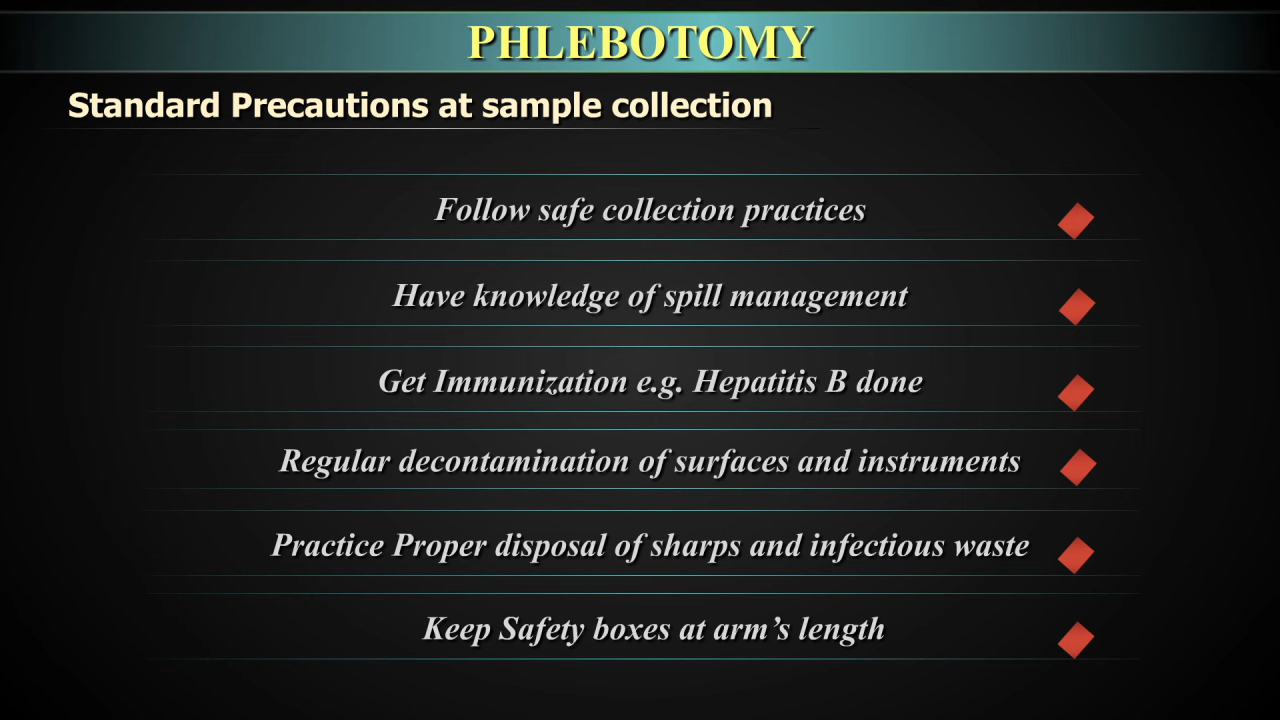 PHLEBOTOMY
Standard Precautions at sample collection
Follow safe collection practices
Have knowledge of spill management
Get Immunization e.g. Hepatitis B done
Regular decontamination of surfaces and instruments
Practice Proper disposal of sharps and infectious waste
Keep Safety boxes at arm’s length